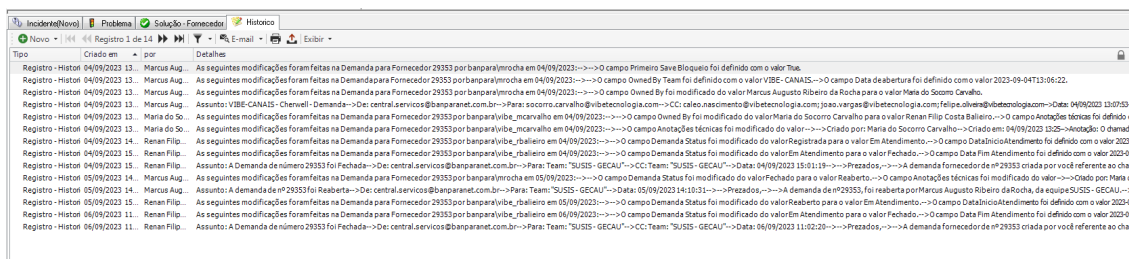 Incidente(Novo) Problema Solução - Fornecedor Historico
Novo Registro 1 de 14 E-mail Exibir
Tipo Criado em por Detalhes
Registro - Histori 04/09/2023 13... Marcus Aug... As seguintes modificações foram feitas na Demanda para Fornecedor 29353 por banpara\mrocha em 04/09/2023:-->-->O campo Primeiro Save Bloqueio foi definido com o valor True.
Registro - Histori 04/09/2023 13... Marcus Aug... As seguintes modificações foram feitas na Demanda para Fornecedor 29353 por banpara\mrocha em 04/09/2023:-->-->O campo Owned By Team foi definido com o valor VIBE- CANAIS.-->O campo Data de abertura foi definido com o valor 2023-09-04T13:06:22.
Registro - Histori 04/09/2023 13... Marcus Aug... As seguintes modificações foram feitas na Demanda para Fornecedor 29353 por banpara\mrocha em 04/09/2023:-->-->O campo Owned By foi modificado do valor Marcus Augusto Ribeiro da Rocha para o valor Maria do Socorro Carvalho.
Registro - Histori 04/09/2023 13... Marcus Aug... Assunto: VIBE-CANAIS - Cherwell - Demanda-->De: central.servicos@banparanet.com.br-->Para: socorro.carvalho@vibetecnologia.com-->CC: caleo.nascimento@vibetecnologia.com; joao.vargas@vibetecnologia.com; felipe.oliveira@vibetecnologia.com-->Data: 04/09/2023 13:07:53-
Registro - Histori 04/09/2023 13... Maria do So... As seguintes modificações foram feitas na Demanda para Fornecedor 29353 por banpara\vibe_mcarvalho em 04/09/2023:-->-->O campo Owned By foi modificado do valor Maria do Socorro Carvalho para o valor Renan Filip Costa Balieiro.-->O campo Anotações técnicas foi definido
Registro - Histori 04/09/2023 13... Maria do So... As seguintes modificações foram feitas na Demanda para Fornecedor 29353 por banpara\vibe_mcarvalho em 04/09/2023:-->-->O campo Anotações técnicas foi modificado do valor-->-->Criado por: Maria do Socorro Carvalho-->Criado em: 04/09/2023 13:25-->Anotação: O chamad
Registro - Histori 04/09/2023 14... Renan Filip... As seguintes modificações foram feitas na Demanda para Fornecedor 29353 por banpara\vibe_rbalieiro em 04/09/2023:-->-->O campo Demanda Status foi modificado do valor Registrada para o valor Em Atendimento.-->O campo DataInicioAtendimento foi definido com o valor 2023
Registro - Histori 04/09/2023 15... Renan Filip... As seguintes modificações foram feitas na Demanda para Fornecedor 29353 por banpara\vibe_rbalieiro em 04/09/2023:-->-->O campo Demanda Status foi modificado do valor Em Atendimento para o valor Fechado.-->O campo Data Fim Atendimento foi definido com o valor 2023-0
Registro - Histori 04/09/2023 15... Renan Filip... Assunto: A Demanda de número 29353 foi Fechada-->De: central.servicos@banparanet.com.br-->Para: Team: "SUSIS - GECAU"-->CC: Team: "SUSIS - GECAU"-->Data: 04/09/2023 15:01:19-->-->Prezados,-->-->A demanda fornecedor de nº 29353 criada por você referente ao cha
Registro - Histori 05/09/2023 14... Marcus Aug... As seguintes modificações foram feitas na Demanda para Fornecedor 29353 por banpara\mrocha em 05/09/2023:-->-->O campo Demanda Status foi modificado do valor Fechado para o valor Reaberto.-->O campo Anotações técnicas foi modificado do valor-->-->Criado por: Maria d
Registro - Histori 05/09/2023 14... Marcus Aug... Assunto: A demanda de nº 29353 foi Reaberta-->De: central.servicos@banparanet.com.br-->Para: Team: "SUSIS - GECAU"-->Data: 05/09/2023 14:10:31-->-->Prezados,-->-->A demanda de nº29353, foi reaberta por Marcus Augusto Ribeiro da Rocha, da equipe SUSIS - GECAU.-
Registro - Histori 05/09/2023 15... Renan Filip... As seguintes modificações foram feitas na Demanda para Fornecedor 29353 por banpara\vibe_rbalieiro em 05/09/2023:-->-->O campo Demanda Status foi modificado do valor Reaberto para o valor Em Atendimento.-->O campo DataInicioAtendimento foi definido com o valor 2023-
Registro - Histori 06/09/2023 11... Renan Filip... As seguintes modificações foram feitas na Demanda para Fornecedor 29353 por banpara\vibe_rbalieiro em 06/09/2023:-->-->O campo Demanda Status foi modificado do valor Em Atendimento para o valor Fechado.-->O campo Data Fim Atendimento foi definido com o valor 2023-0
Registro - Histori 06/09/2023 11... Renan Filip... Assunto: A Demanda de número 29353 foi Fechada-->De: central.servicos@banparanet.com.br-->Para: Team: "SUSIS - GECAU"-->CC: Team: "SUSIS - GECAU"-->Data: 06/09/2023 11:02:20-->-->Prezados,-->-->A demanda fornecedor de nº 29353 criada por você referente ao cha